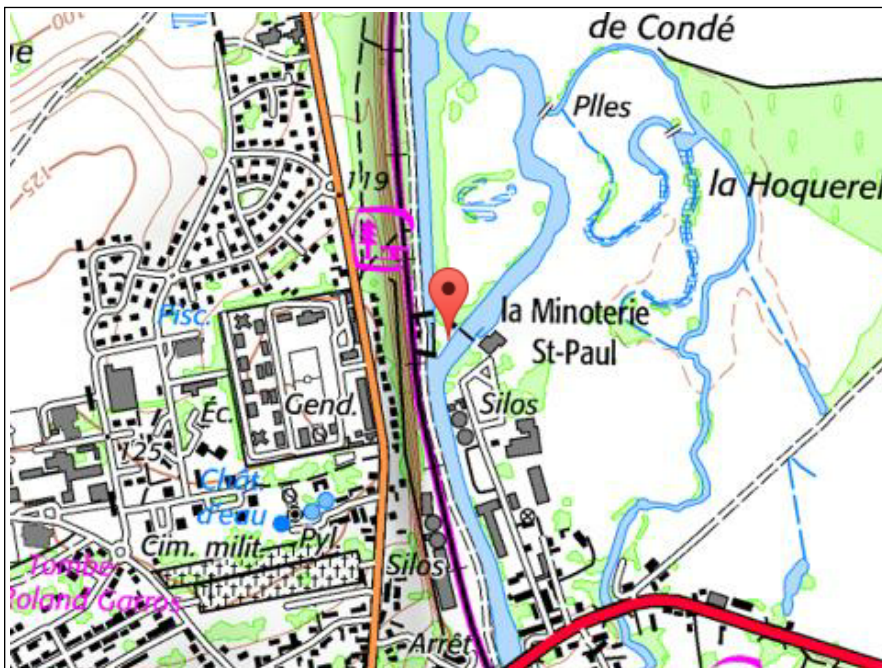 100
de Condé
Plles
125
119
la Hoquerel
Pisc.
la Minoterie
St-Paul
Silos
Éc.
Gend.
125
Chât
d'eau
Cim. milit.
Pyl.
Silos
Tombe
Roland Garros
Arrêt